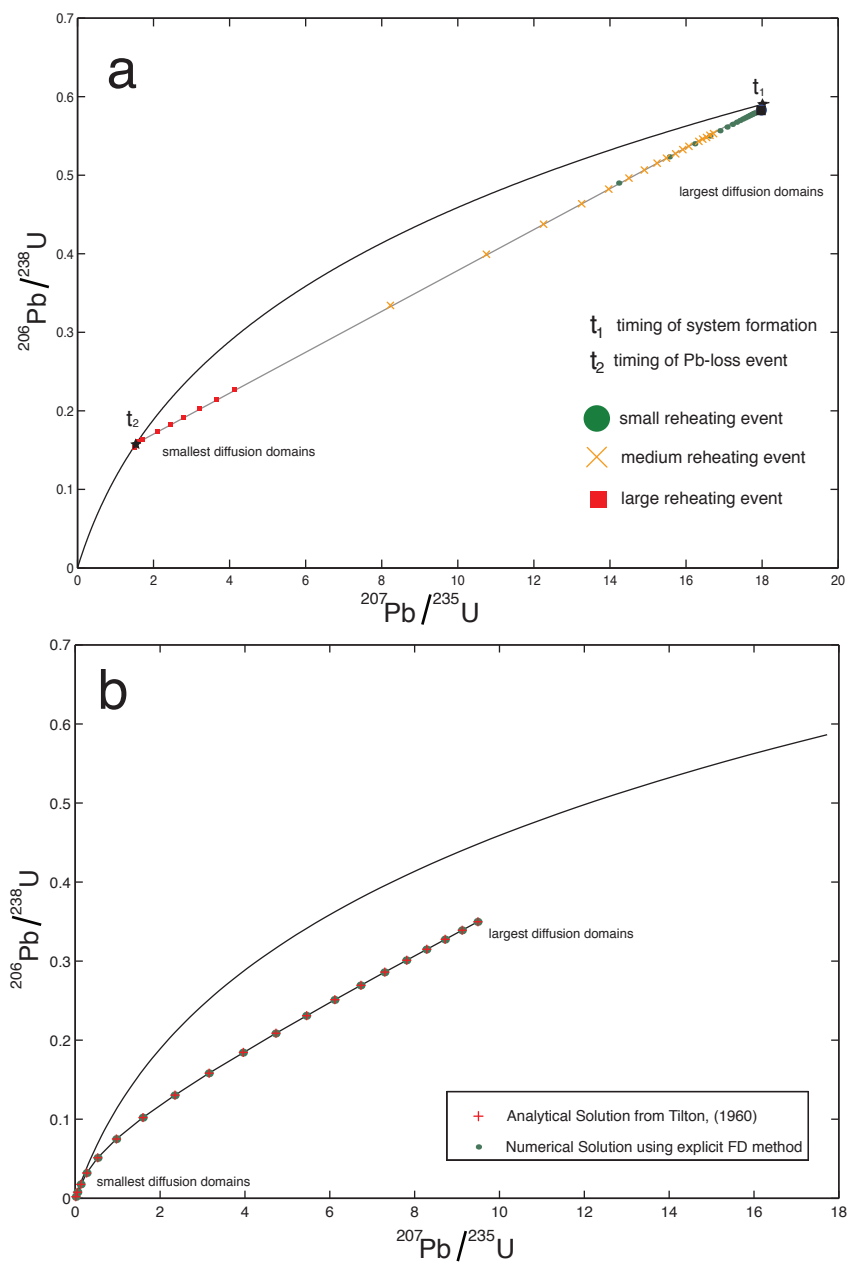 a
0.7
0.6
0.5
0.4
0.3
0.2
0.1
0
206Pb/238U
t1
largest diffusion domains
t1 timing of system formation
t2 timing of Pb-loss event
small reheating event
medium reheating event
large reheating event
t2
smallest diffusion domains
0 2 4 6 8 10 12 14 16 18 20
207Pb/235U
b
0.7
0.6
0.5
0.4
0.3
0.2
0.1
0
206Pb/238U
largest diffusion domains
Analytical Solution from Tilton, (1960)
Numerical Solution using explicit FD method
smallest diffusion domains
0 2 4 6 8 10 12 14 16 18
207Pb/235U